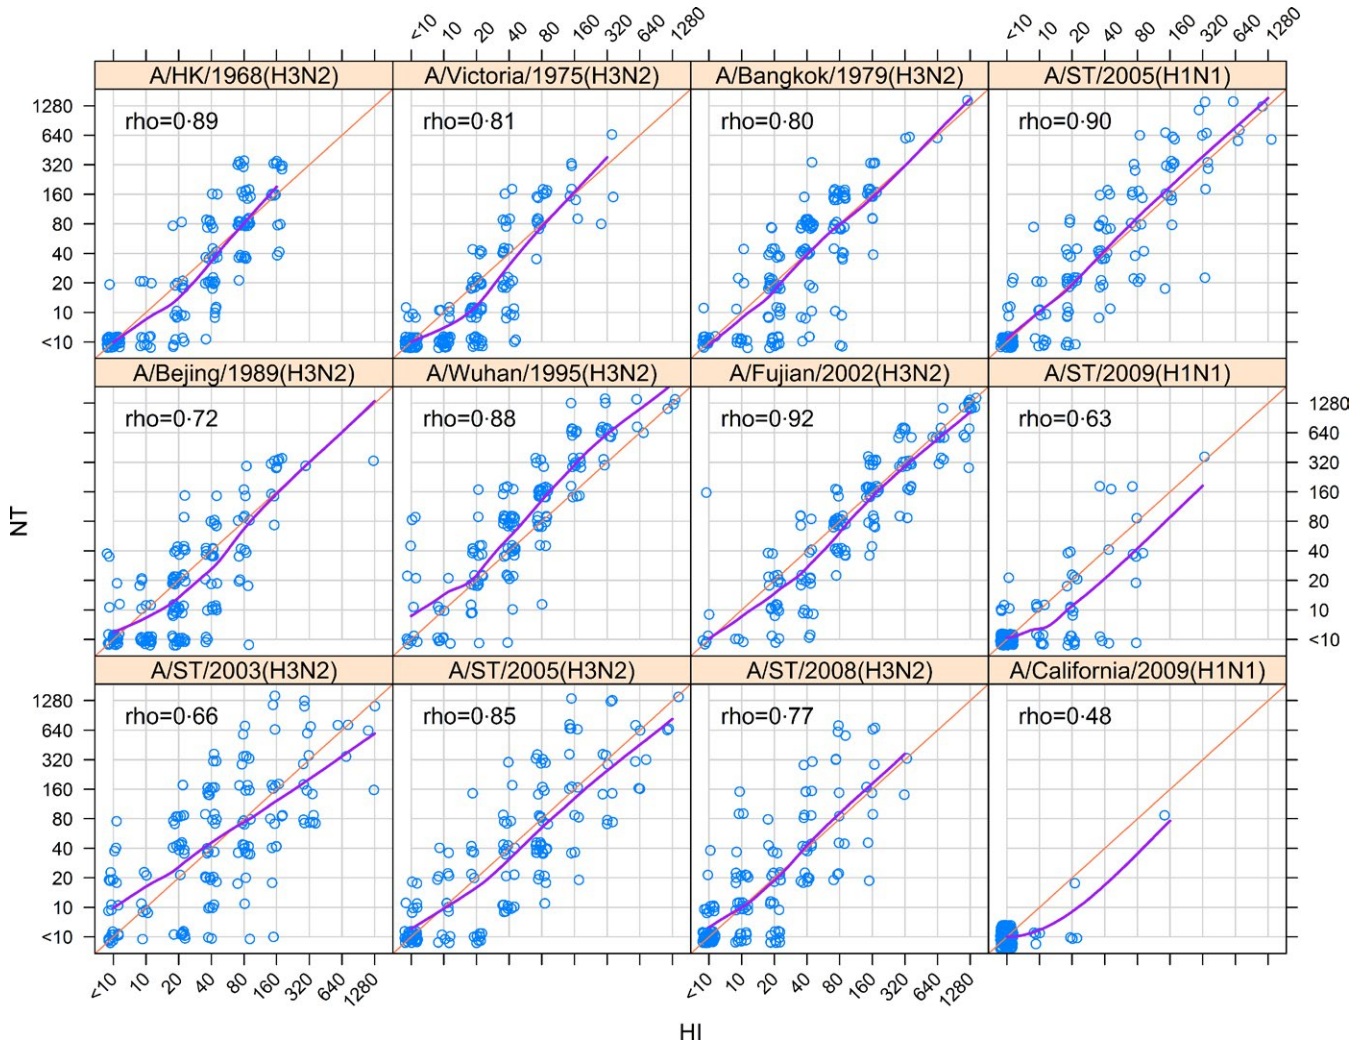 <10 10 20 40 80 160 320 640 1280 <10 10 20 40 80 160 320 640 1280
A/HK/1968(H3N2) A/Victoria/1975(H3N2) A/Bangkok/1979(H3N2) A/ST/2005(H1N1)
rho=0·89 rho=0·81 rho=0·80 rho=0·90
1280
640
320
160
80
40
20
10
<10
A/Bejing/1989(H3N2) A/Wuhan/1995(H3N2) A/Fujian/2002(H3N2) A/ST/2009(H1N1)
rho=0·72 rho=0·88 rho=0·92 rho=0·63
1280
640
320
160
80
40
20
10
<10
NT
A/ST/2003(H3N2) A/ST/2005(H3N2) A/ST/2008(H3N2) A/California/2009(H1N1)
rho=0·66 rho=0·85 rho=0·77 rho=0·48
1280
640
320
160
80
40
20
10
<10
<10 10 20 40 80 160 320 640 1280 <10 10 20 40 80 160 320 640 1280
HI